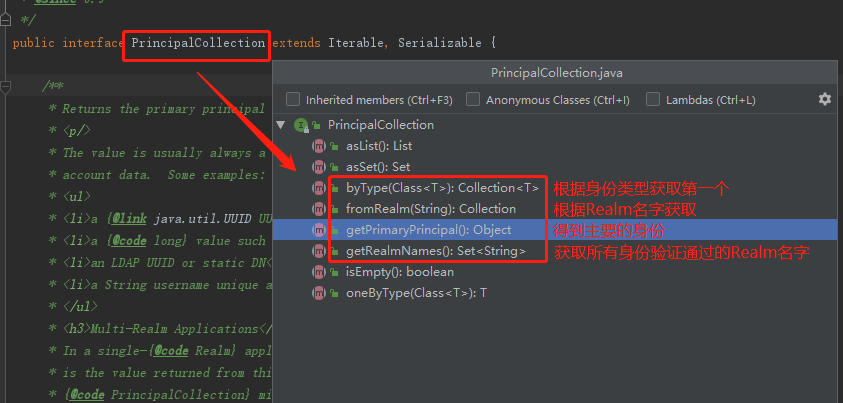 * @since 0.9
*/
public interface PrincipalCollection extends Iterable, Serializable {
/**
* Returns the primary principal
* <p/>
* The value is usually always a
* account data. Some examples:
* <ul>
* <li>a {@link java.util.UUID UU
* <li>a {@code long} value such
* <li>an LDAP UUID or static DN<
* <li>a String username unique a
* </ul>
* <h3>Multi-Realm Applications</
* In a single-{@code Realm} appl
* is the value returned from thi
* {@code PrincipalCollection} mi
PrincipalCollection.java
Inherited members (Ctrl+F3) Anonymous Classes (Ctrl+I) Lambdas (Ctrl+L)
PrincipalCollection
asList(): List
asSet(): Set
byType(Class<T>): Collection<T> 根据身份类型获取第一个
fromRealm(String): Collection 根据Realm名字获取
getPrimaryPrincipal(): Object 得到主要的身份
getRealmNames(): Set<String> 获取所有身份验证通过的Realm名字
isEmpty(): boolean
oneByType(Class<T>): T